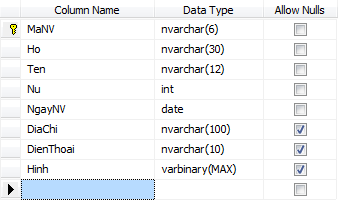 Column Name Data Type Allow Nulls
MaNV nvarchar(6)
Ho nvarchar(30)
Ten nvarchar(12)
Nu int
NgayNV date
DiaChi nvarchar(100)
DienThoai nvarchar(10)
Hinh varbinary(MAX)